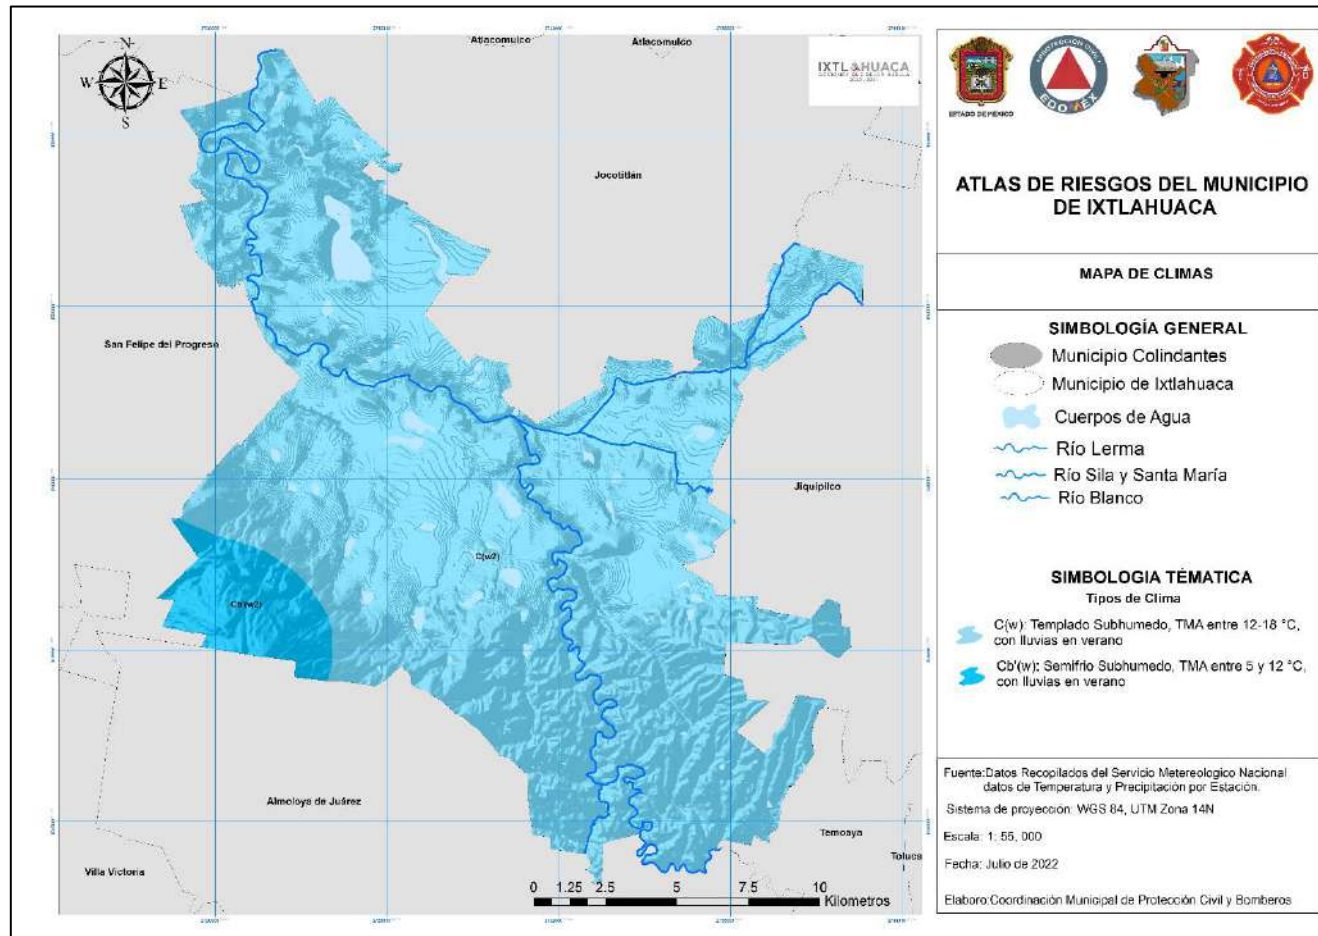 N
W
E
S
Atlacomulco
Atlacomulco
IXTLAHUACA
Jocotitlán
San Felipe del Progreso
Jiquipilco
C(w2)
Cb'(w2)
Almoloya de Juárez
Temoaya
Toluca
Villa Victoria
0 1.25 2.5 5 7.5 10
Kilometros
ESTADO DE MÉXICO
PROTECCIÓN CIVIL
EDOMEX
ATLAS DE RIESGOS DEL MUNICIPIO
DE IXTLAHUACA
MAPA DE CLIMAS
SIMBOLOGÍA GENERAL
Municipio Colindantes
Municipio de Ixtlahuaca
Cuerpos de Agua
Río Lerma
Río Sila y Santa María
Río Blanco
SIMBOLOGIA TÉMATICA
Tipos de Clima
C(w): Templado Subhumedo, TMA entre 12-18 °C,
con lluvias en verano
Cb'(w): Semifrio Subhumedo, TMA entre 5 y 12 °C,
con lluvias en verano
Fuente:Datos Recopilados del Servicio Metereologico Nacional
datos de Temperatura y Precipitación por Estación.
Sistema de proyección: WGS 84, UTM Zona 14N
Escala: 1: 55, 000
Fecha: Julio de 2022
Elaboro:Coordinación Municipal de Protección Civil y Bomberos